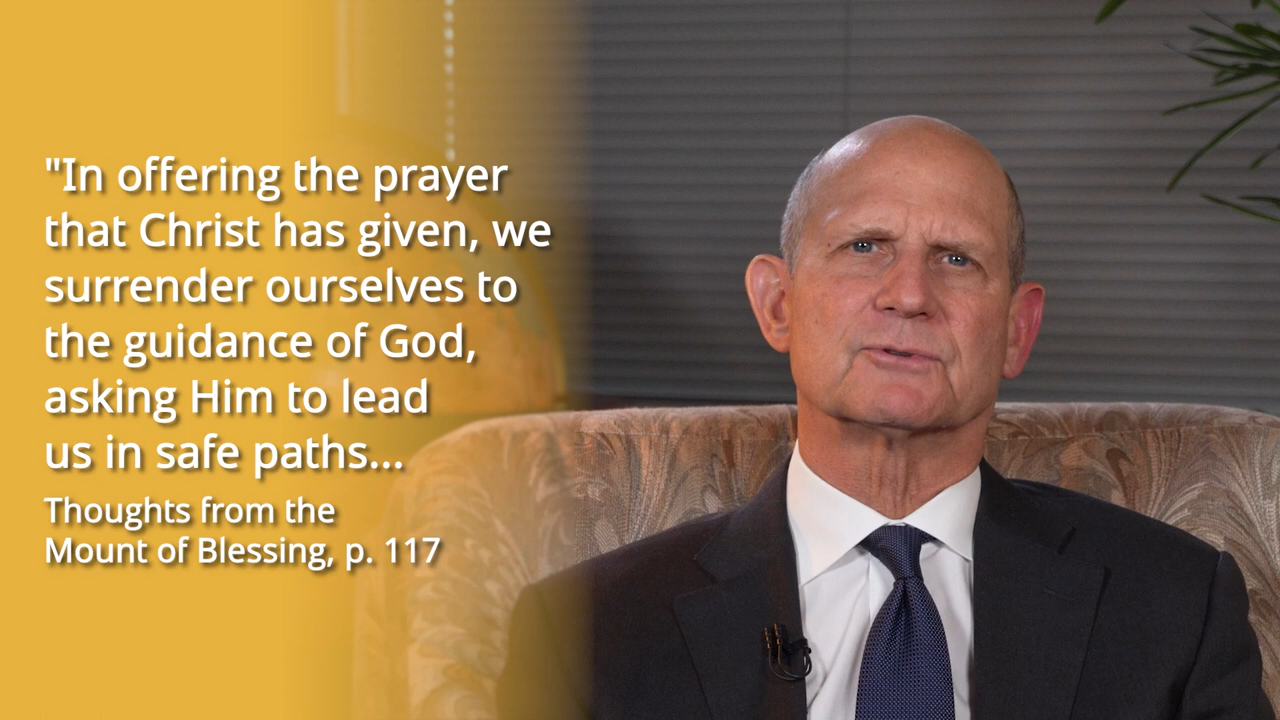 "In offering the prayer
that Christ has given, we
surrender ourselves to
the guidance of God,
asking Him to lead
us in safe paths...
Thoughts from the
Mount of Blessing, p. 117